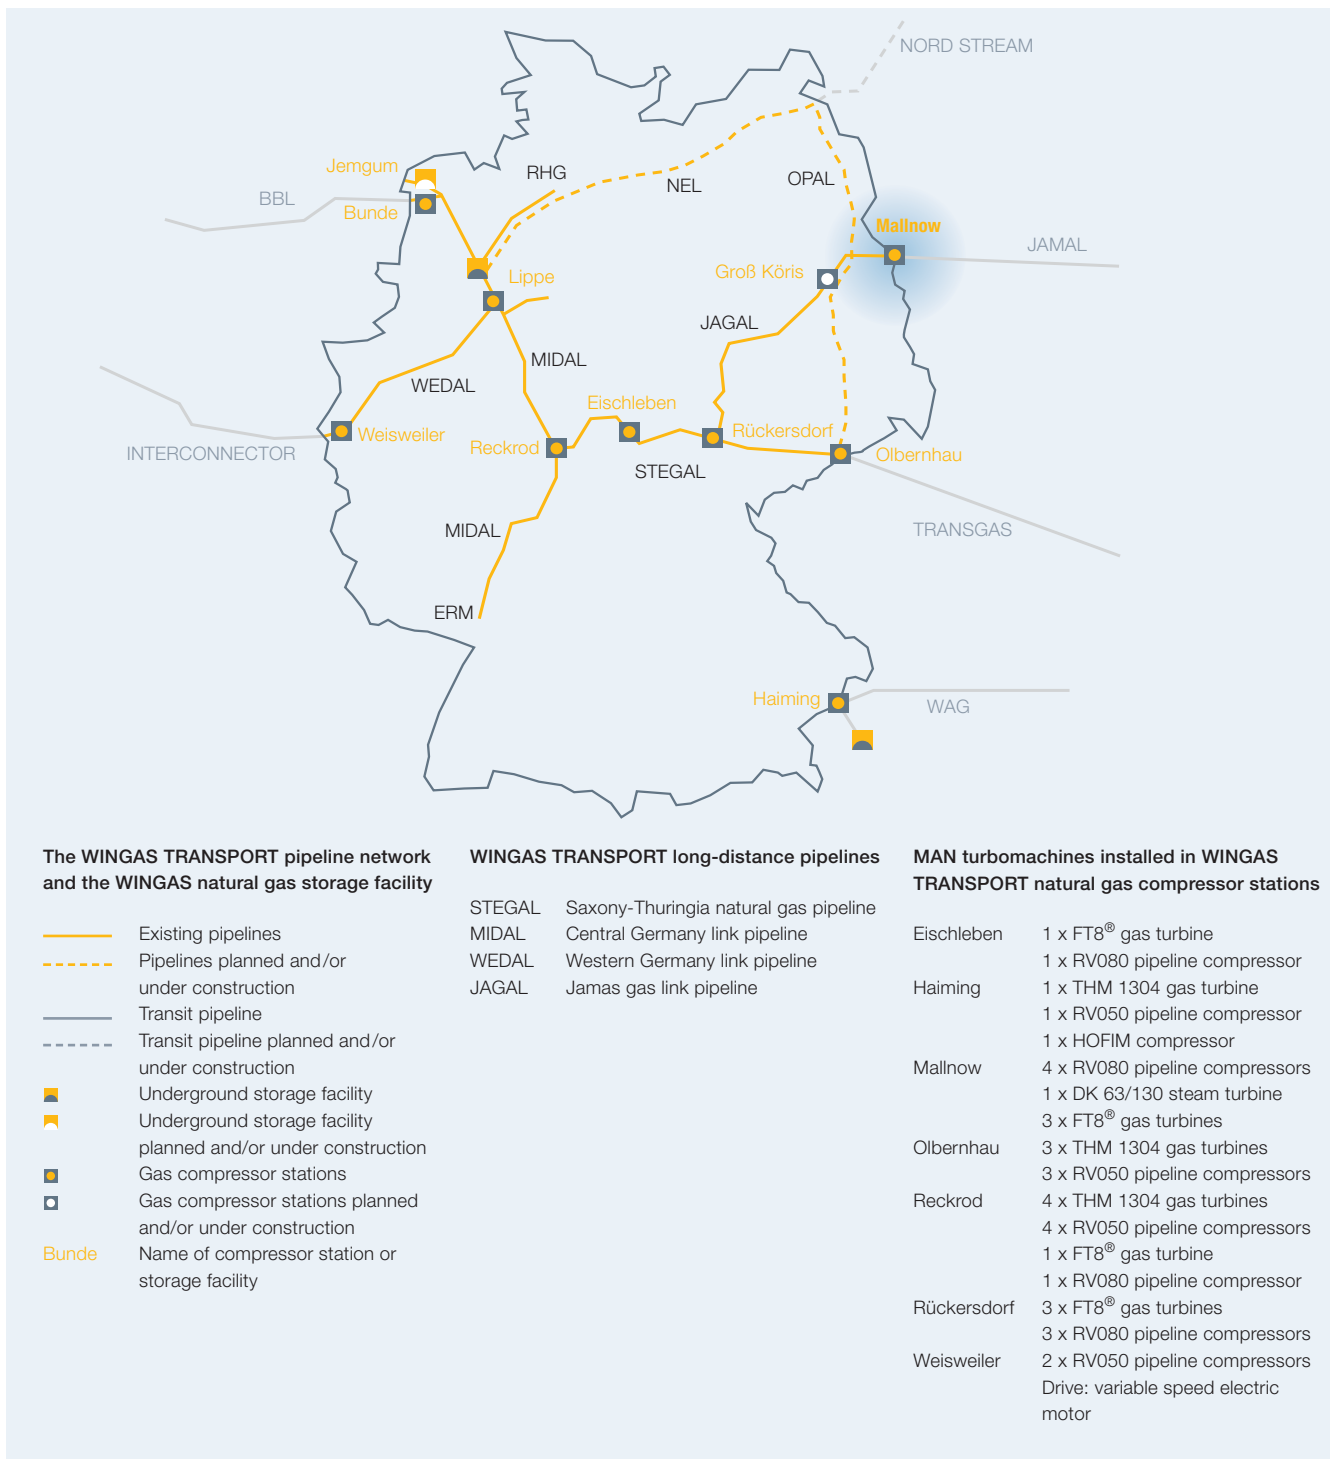 NORD STREAM
Jemgum
RHG
NEL
OPAL
BBL
Bunde
Mallnow
JAMAL
Groß Köris
Lippe
JAGAL
MIDAL
WEDAL
Eischleben
Weisweiler
Reckrod
Rückersdorf
Olbernhau
INTERCONNECTOR
STEGAL
MIDAL
TRANSGAS
ERM
Haiming
WAG
The WINGAS TRANSPORT pipeline network
and the WINGAS natural gas storage facility
Existing pipelines
Pipelines planned and/or
under construction
Transit pipeline
Transit pipeline planned and/or
under construction
Underground storage facility
Underground storage facility
planned and/or under construction
Gas compressor stations
Gas compressor stations planned
and/or under construction
Bunde Name of compressor station or
storage facility
WINGAS TRANSPORT long-distance pipelines
STEGAL Saxony-Thuringia natural gas pipeline
MIDAL Central Germany link pipeline
WEDAL Western Germany link pipeline
JAGAL Jamas gas link pipeline
MAN turbomachines installed in WINGAS
TRANSPORT natural gas compressor stations
Eischleben 1 x FT8® gas turbine
1 x RV080 pipeline compressor
Haiming 1 x THM 1304 gas turbine
1 x RV050 pipeline compressor
1 x HOFIM compressor
Mallnow 4 x RV080 pipeline compressors
1 x DK 63/130 steam turbine
3 x FT8® gas turbines
Olbernhau 3 x THM 1304 gas turbines
3 x RV050 pipeline compressors
Reckrod 4 x THM 1304 gas turbines
4 x RV050 pipeline compressors
1 x FT8® gas turbine
1 x RV080 pipeline compressor
Rückersdorf 3 x FT8® gas turbines
3 x RV080 pipeline compressors
Weisweiler 2 x RV050 pipeline compressors
Drive: variable speed electric
motor